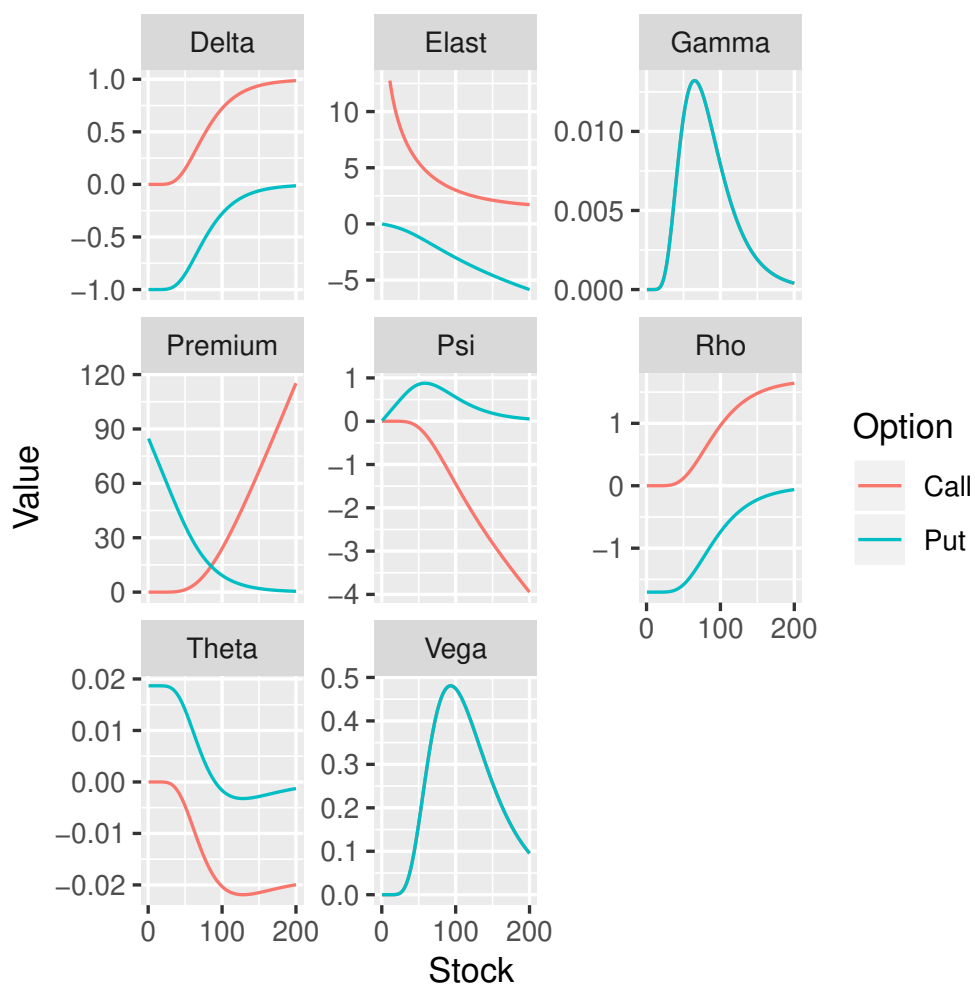 Delta
Elast
Gamma
1.0
0.5
0.0
−0.5
−1.0
10
5
0
−5
0.010
0.005
0.000
Premium
Psi
Rho
120
90
60
30
0
1
0
−1
−2
−3
−4
1
0
−1
0 100 200
Theta
Vega
0.02
0.01
0.00
−0.01
−0.02
0.5
0.4
0.3
0.2
0.1
0.0
0 100 200
0 100 200
Stock
Value
Option
Call
Put